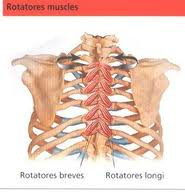 Rotatores muscles
Rotatores breves
Rotatores longi